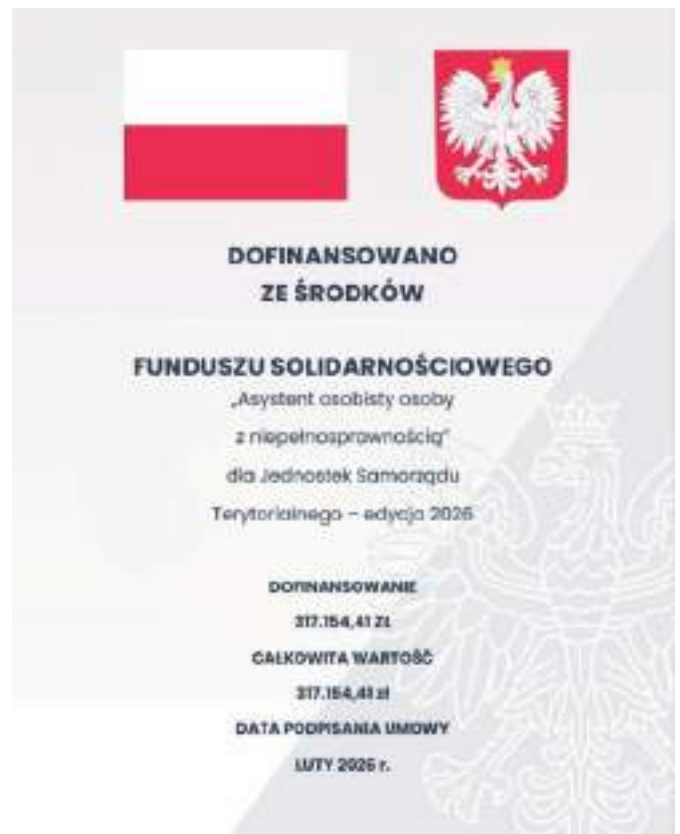 DOFINANSOWANO
ZE ŚRODKÓW
FUNDUSZU SOLIDARNOŚCIOWEGO
„Asystent osobisty osoby
z niepełnosprawnością”
dla Jednostek Samorządu
Terytorialnego – edycja 2026
DOFINANSOWANIE
317.154,41 ZŁ
CAŁKOWITA WARTOŚĆ
317.154,41 zł
DATA PODPISANIA UMOWY
LUTY 2026 r.